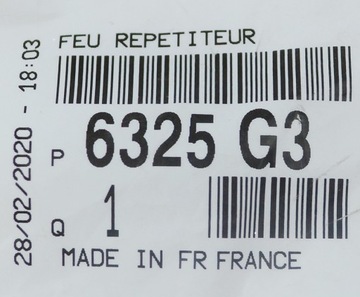 FEU REPETITEUR
P 6325 G3
Q 1
MADE IN FR FRANCE
28/02/2020 - 18:03